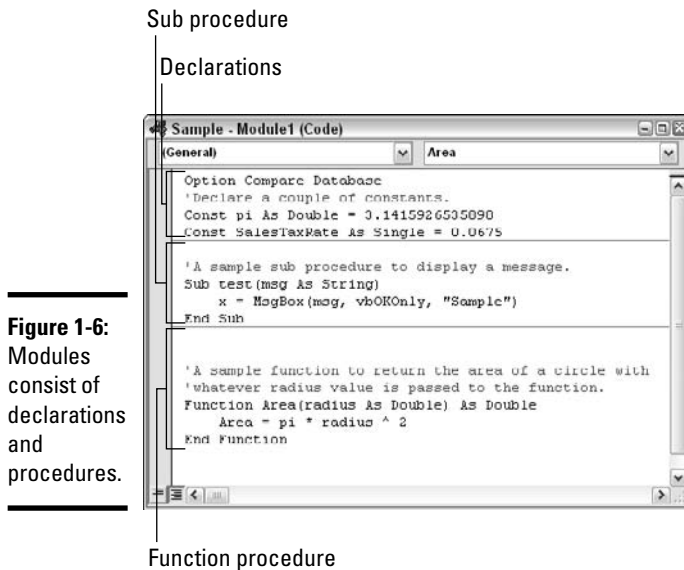 Sub procedure
Declarations
Sample - Module1 (Code)
(General)
Area
Option Compare Database
'Declare a couple of constants.
Const pi As Double = 3.1415926535898
Const SalesTaxRate As Single = 0.0675
'A sample sub procedure to display a message.
Sub test(msg As String)
x = MsgBox(msg, vbOKOnly, "Sample")
End Sub
'A sample function to return the area of a circle with
'whatever radius value is passed to the function.
Function Area(radius As Double) As Double
Area = pi * radius ^ 2
End Function
Figure 1-6:
Modules
consist of
declarations
and
procedures.
Function procedure